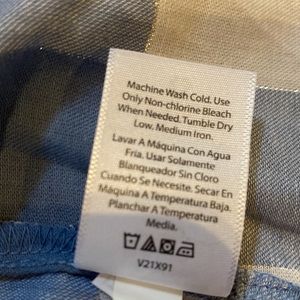 Machine Wash Cold. Use
Only Non-chlorine Bleach
When Needed. Tumble Dry
Low. Medium Iron.
Lavar A Máquina Con Agua
Fría. Usar Solamente
Blanqueador Sin Cloro
Cuando Se Necesite. Secar En
Máquina A Temperatura Baja.
Planchar A Temperatura
Media.
V21X91